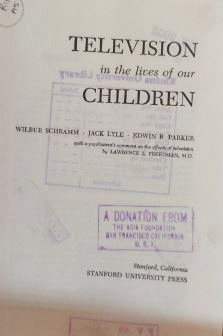 TELEVISION
in the lives of our
CHILDREN
WILBUR SCHRAMM · JACK LYLE · EDWIN B. PARKER
with a psychiatrist's comment on the effects of television
by LAWRENCE Z. FREEDMAN, M.D.
A DONATION FROM
THE ASIA FOUNDATION
SAN FRANCISCO CALIFORNIA
U. S. A.
Stanford, California
STANFORD UNIVERSITY PRESS